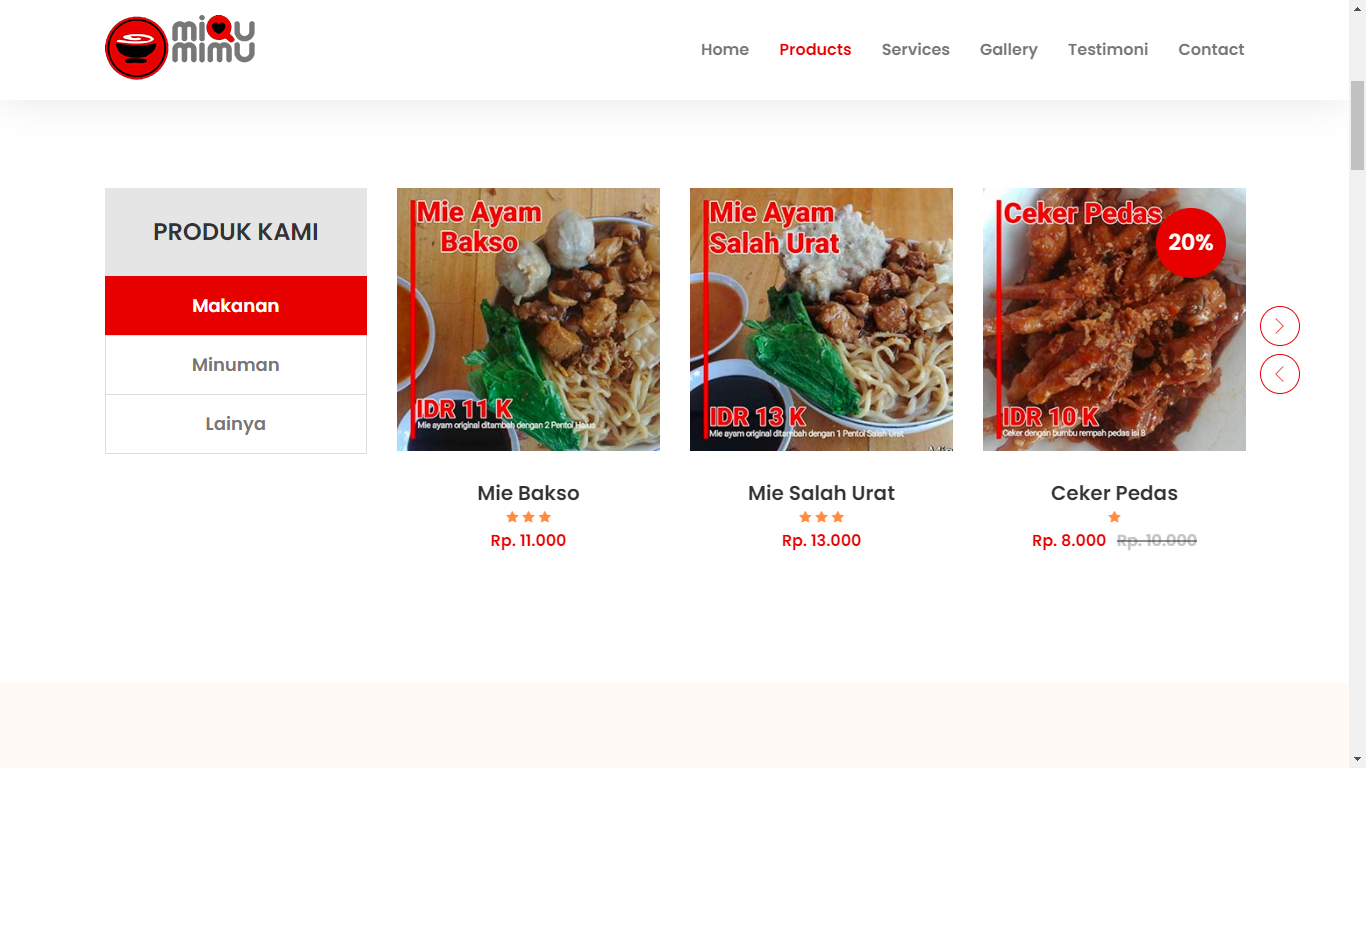 miQu
mimu
Home
Products
Services
Gallery
Testimoni
Contact
PRODUK KAMI
Makanan
Minuman
Lainya
Mie Ayam
Bakso
IDR 11 K
Mie ayam original ditambah dengan 2 Pentol Halus
Mie Bakso
Rp. 11.000
Mie Ayam
Salah Urat
IDR 13 K
Mie ayam original ditambah dengan 1 Pentol Salah Urat
Mie Salah Urat
Rp. 13.000
Ceker Pedas
20%
IDR 10 K
Ceker dengan bumbu rempah pedas isi 8
Ceker Pedas
Rp. 8.000 Rp. 10.000